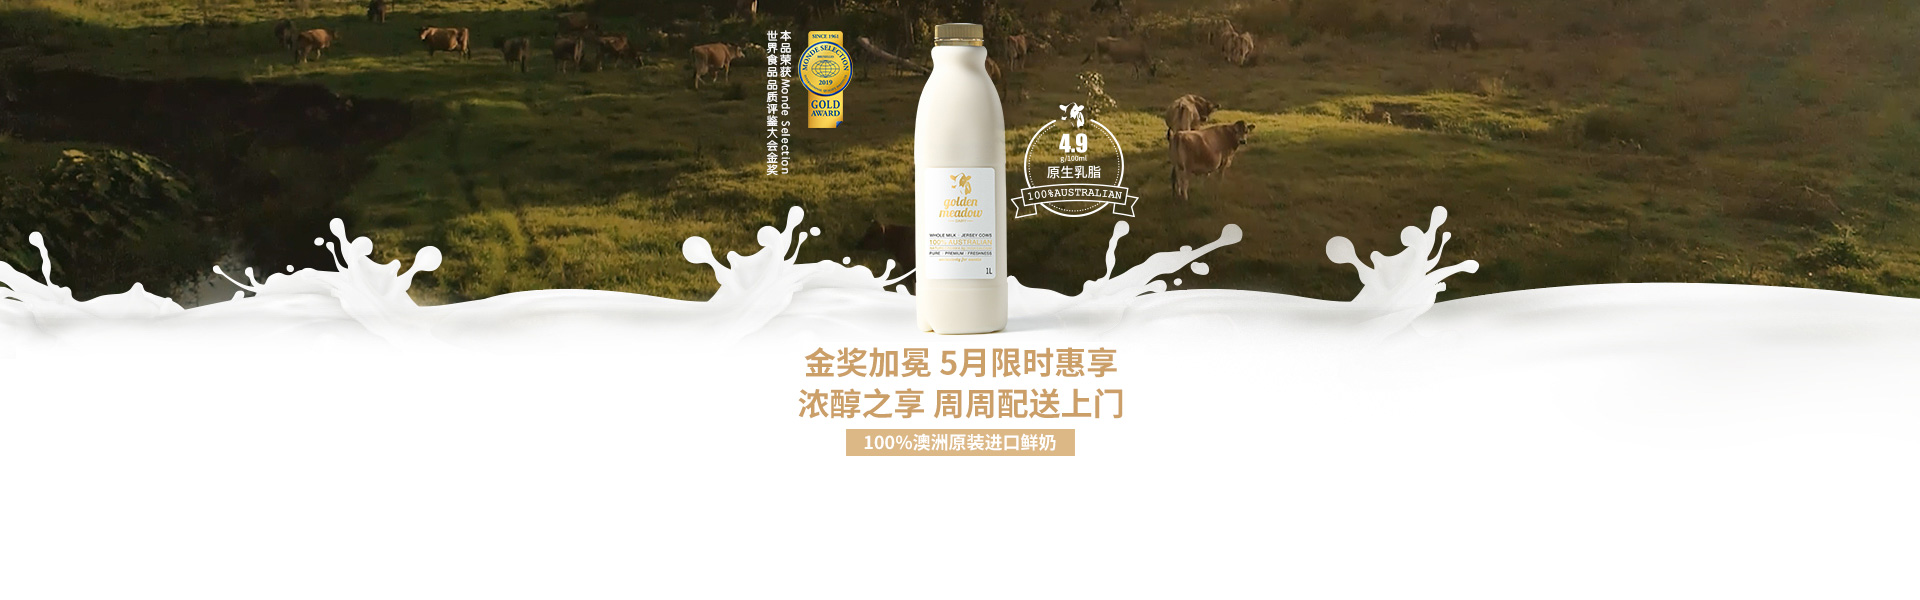 本品荣获Monde Selection
世界食品品质评鉴大会金奖
SINCE 1961
MONDE SELECTION
2019
GOLD
AWARD
4.9
g/100ml
原生乳脂
100%AUSTRALIAN
golden
meadow
WHOLE MILK · JERSEY COWS
100% AUSTRALIAN
PURE · PREMIUM · FRESHNESS
1L
金奖加冕 5月限时惠享
浓醇之享 周周配送上门
100%澳洲原装进口鲜奶